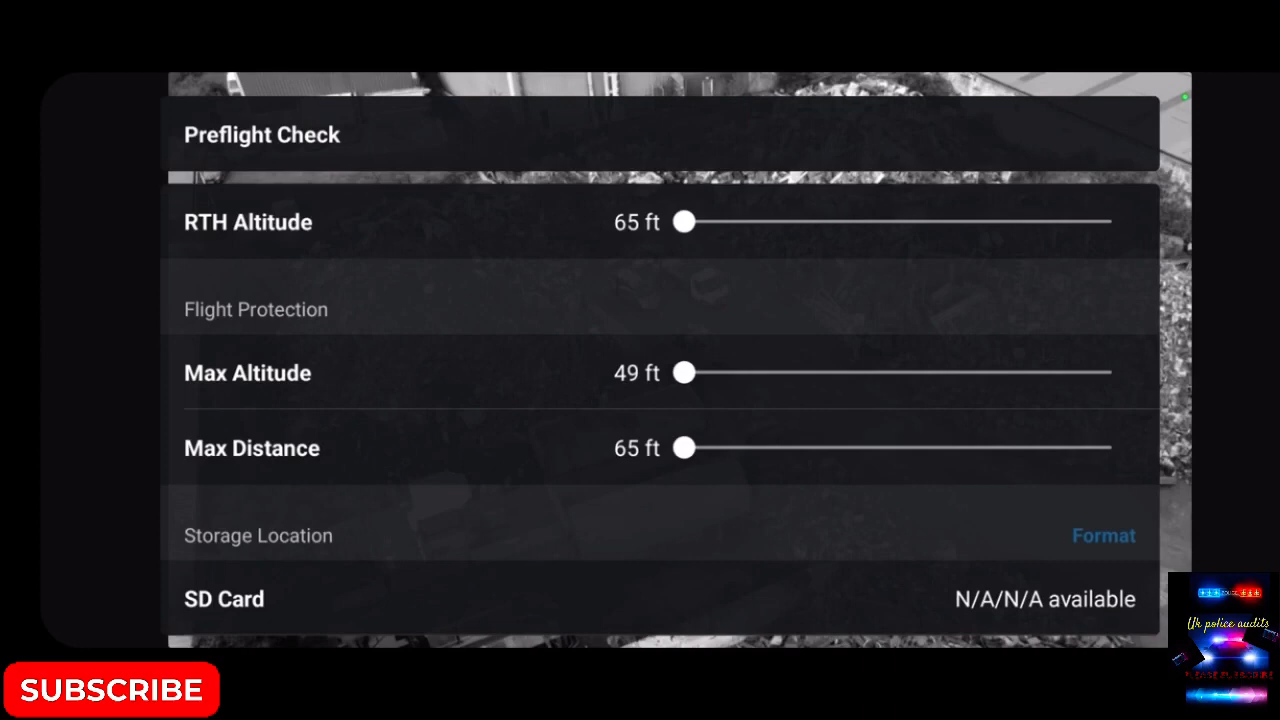 Preflight Check
RTH Altitude 65 ft
Flight Protection
Max Altitude 49 ft
Max Distance 65 ft
Storage Location Format
SD Card N/A/N/A available
Uk police audits
SUBSCRIBE